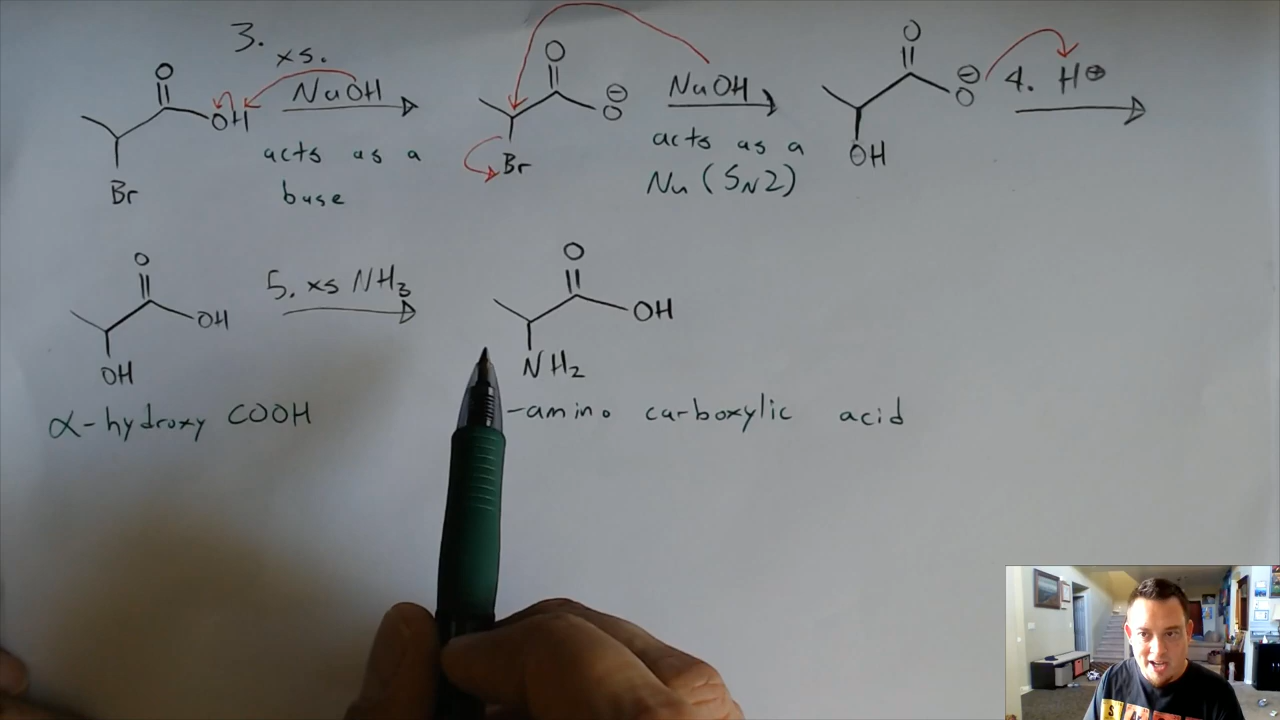 3.
xs.
NaOH
acts as a
base
O
OH
Br
O
O⊖
Br
NaOH
acts as a
Nu (SN2)
O
⊖
O
OH
4. H⊕
O
OH
OH
α-hydroxy COOH
5. xs NH3
O
OH
NH2
-amino carboxylic acid